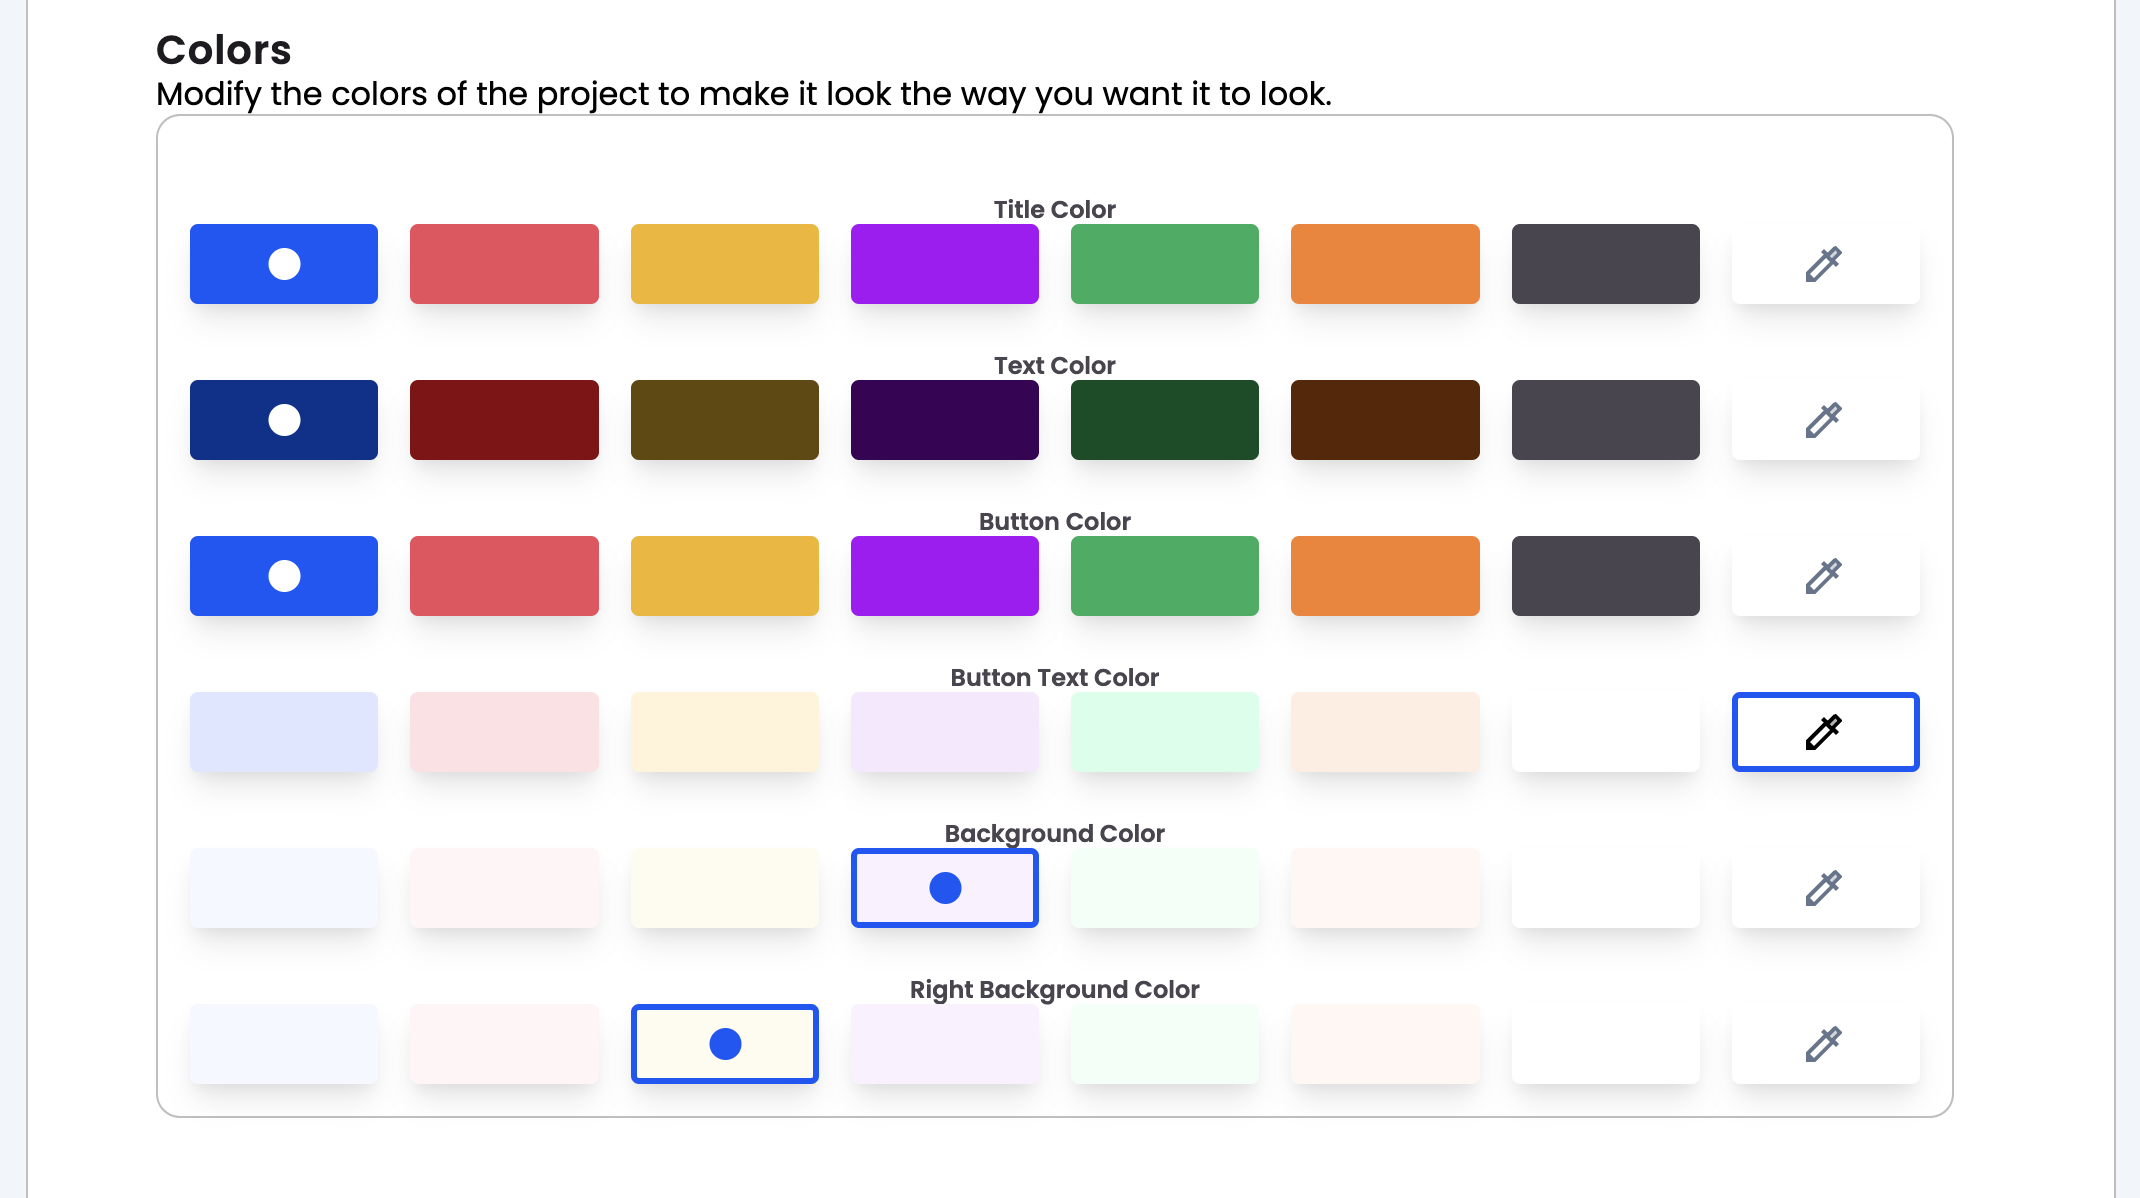 Colors
Modify the colors of the project to make it look the way you want it to look.
Title Color
Text Color
Button Color
Button Text Color
Background Color
Right Background Color